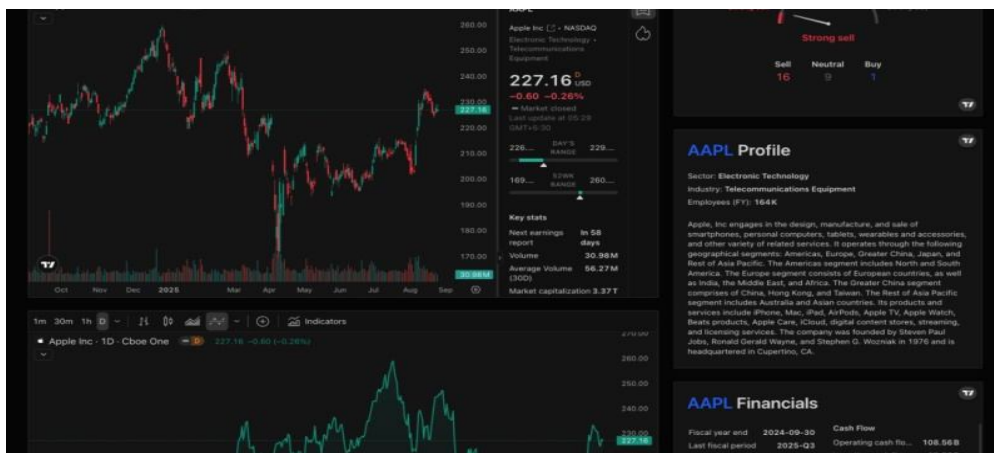 260.00
250.00
240.00
230.00
227.16
220.00
210.00
200.00
190.00
180.00
170.00
30.98M
Oct Nov Dec 2025 Mar Apr May Jun Jul Aug Sep
AAPL
Apple Inc • NASDAQ
Electronic Technology •
Telecommunications
Equipment
227.16 D USD
−0.60 −0.26%
Market closed
Last update at 05:29
226.... DAY'S RANGE 229....
169.... 52WK RANGE 260....
Key stats
Next earnings report In 58 days
Volume 30.98M
Average Volume (30D) 56.27M
Market capitalization 3.37T
1m 30m 1h D Indicators
Apple Inc · 1D · Cboe One D 227.16 −0.60 (−0.26%)
270.00
260.00
250.00
240.00
230.00
227.16
Strong sell
Sell Neutral Buy
16 9 1
AAPL Profile
Sector: Electronic Technology
Industry: Telecommunications Equipment
Employees (FY): 164K
Apple, Inc engages in the design, manufacture, and sale of
smartphones, personal computers, tablets, wearables and accessories,
and other variety of related services. It operates through the following
geographical segments: Americas, Europe, Greater China, Japan, and
Rest of Asia Pacific. The Americas segment includes North and South
America. The Europe segment consists of European countries, as well
as India, the Middle East, and Africa. The Greater China segment
comprises of China, Hong Kong, and Taiwan. The Rest of Asia Pacific
segment includes Australia and Asian countries. Its products and
services include iPhone, Mac, iPad, AirPods, Apple TV, Apple Watch,
Beats products, Apple Care, iCloud, digital content stores, streaming,
and licensing services. The company was founded by Steven Paul
Jobs, Ronald Gerald Wayne, and Stephen G. Wozniak in 1976 and is
headquartered in Cupertino, CA.
AAPL Financials
Fiscal year end 2024-09-30
Last fiscal period 2025-Q3
Cash Flow
Operating cash flo... 108.56B